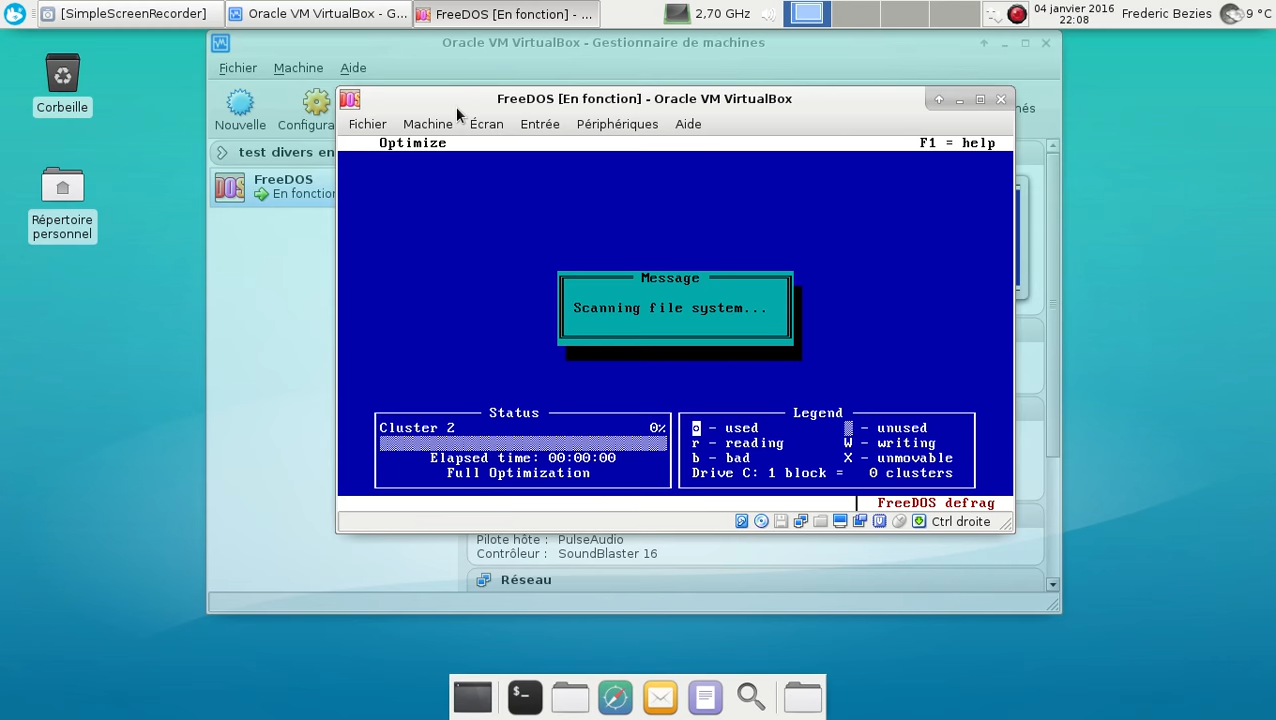 [SimpleScreenRecorder]
Oracle VM VirtualBox - G...
FreeDOS [En fonction] - ...
2,70 GHz
04 janvier 2016
22:08
Frederic Bezies
9 °C
Corbeille
Répertoire
personnel
Oracle VM VirtualBox - Gestionnaire de machines
Fichier Machine Aide
Nouvelle
Configura
test divers en
FreeDOS
En fonction
FreeDOS [En fonction] - Oracle VM VirtualBox
Fichier Machine Écran Entrée Périphériques Aide
Optimize F1 = help
Message
Scanning file system...
Status
Cluster 2 0%
Elapsed time: 00:00:00
Full Optimization
Legend
o - used - unused
r - reading W - writing
b - bad X - unmovable
Drive C: 1 block = 0 clusters
FreeDOS defrag
Ctrl droite
Pilote hôte : PulseAudio
Contrôleur : SoundBlaster 16
Réseau